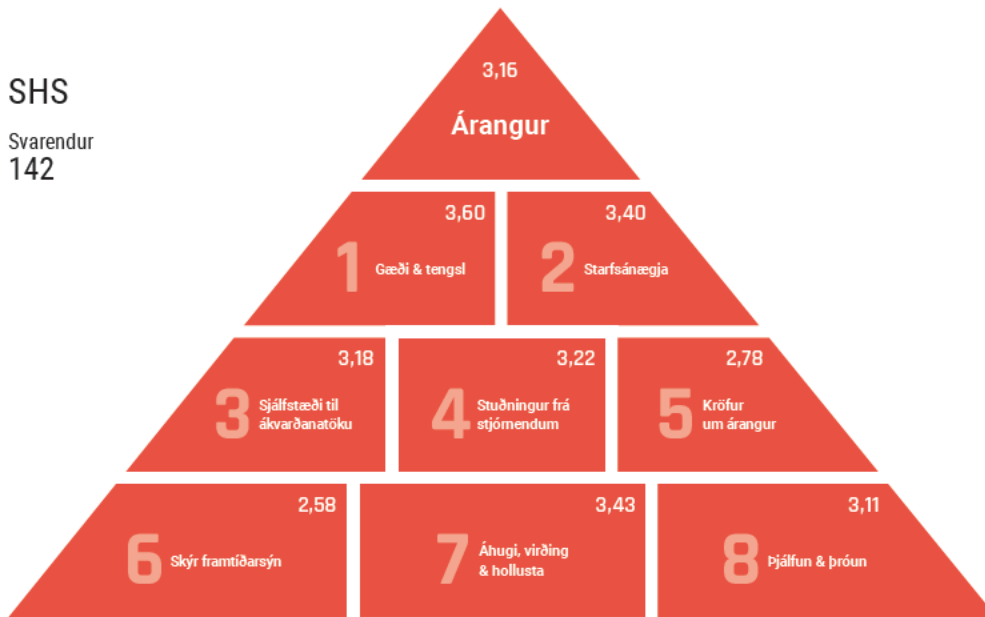 SHS
Svarendur
142
3,16
Árangur
3,60
1
Gæði & tengsl
3,40
2
Starfsánægja
3,18
3
Sjálfstæði til
ákvarðanatöku
3,22
4
Stuðningur frá
stjórnendum
2,78
5
Kröfur
um árangur
2,58
6
Skýr framtíðarsýn
3,43
7
Áhugi, virðing
& hollusta
3,11
8
Þjálfun & þróun